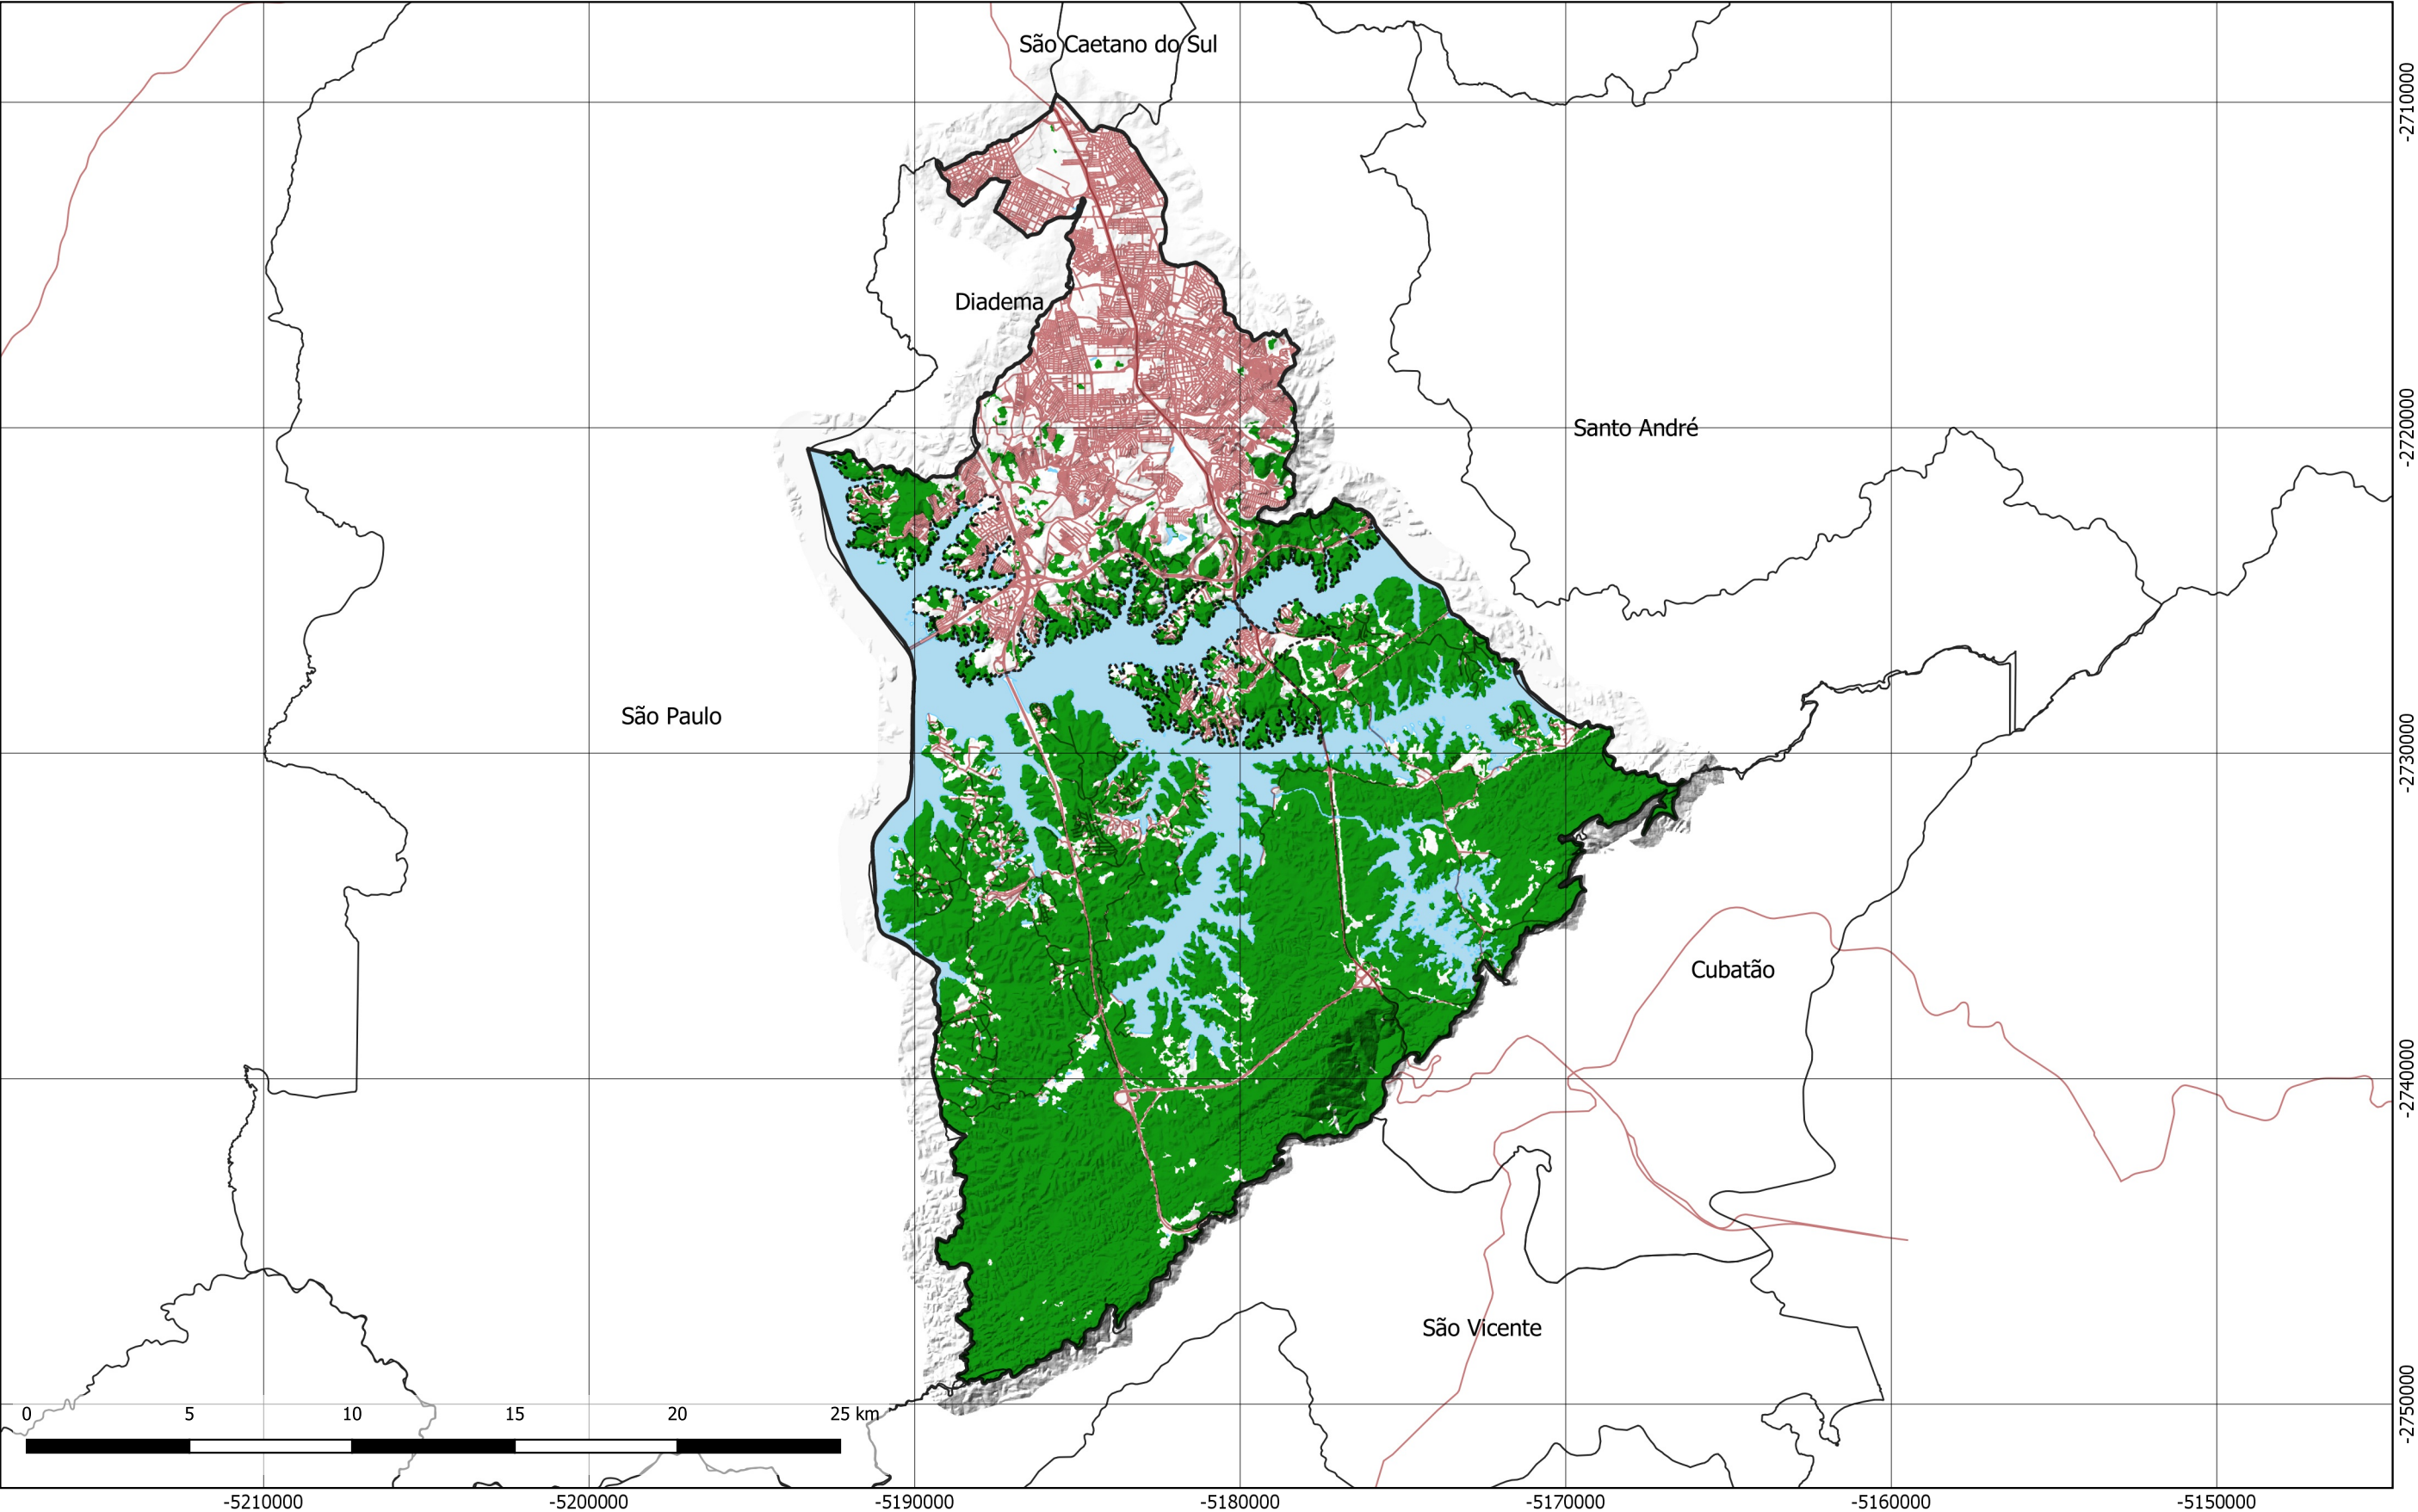 São Caetano do Sul
-2710000
Diadema
Santo André
-2720000
São Paulo
-2730000
Cubatão
-2740000
São Vicente
-2750000
0 5 10 15 20 25 km
-5210000 -5200000 -5190000 -5180000 -5170000 -5160000 -5150000